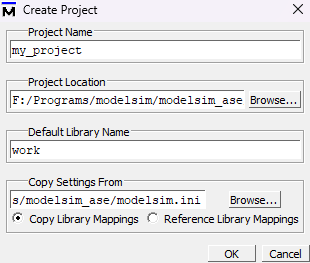 Create Project
Project Name
my_project
Project Location
F:/Programs/modelsim/modelsim_ase
Browse...
Default Library Name
work
Copy Settings From
s/modelsim_ase/modelsim.ini
Browse...
Copy Library Mappings
Reference Library Mappings
OK
Cancel